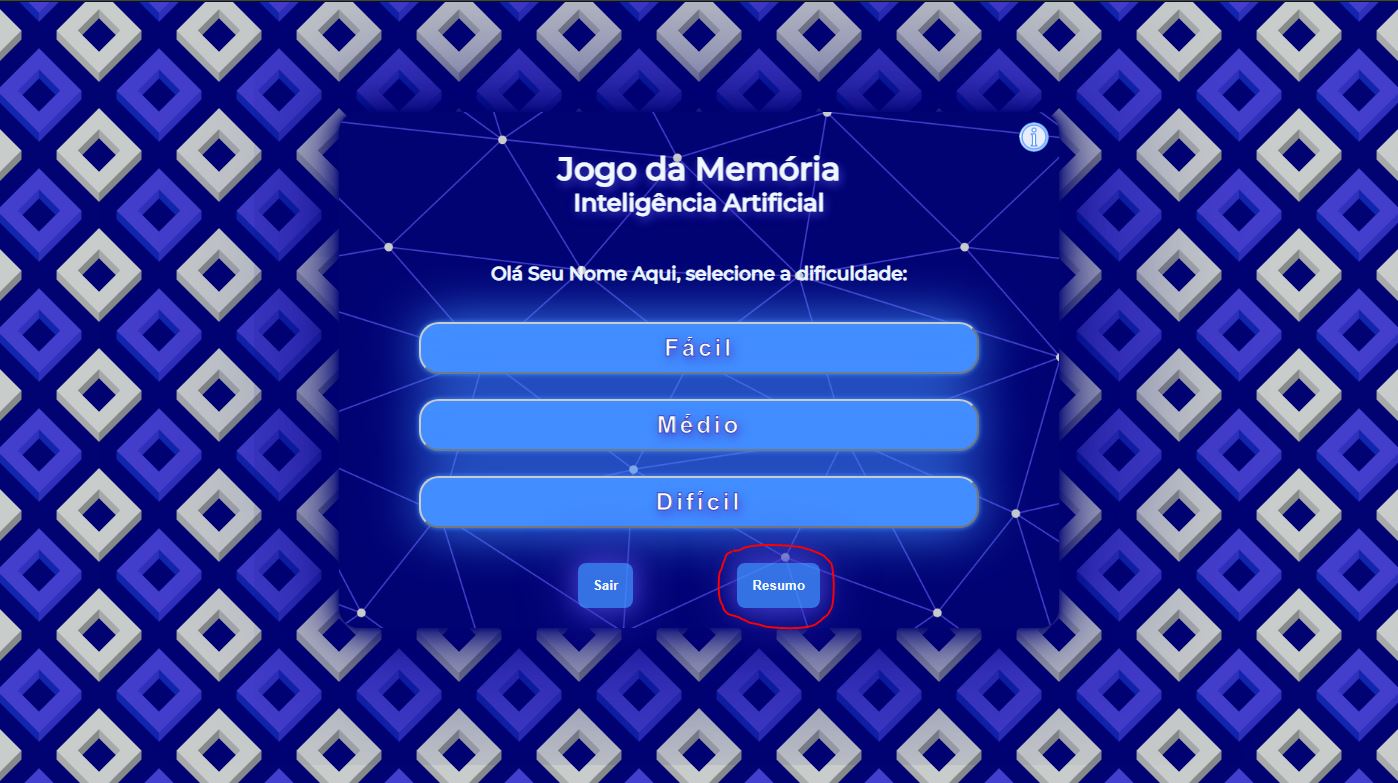 Jogo da Memória
Inteligência Artificial
Olá Seu Nome Aqui, selecione a dificuldade:
Fácil
Médio
Difícil
Sair
Resumo